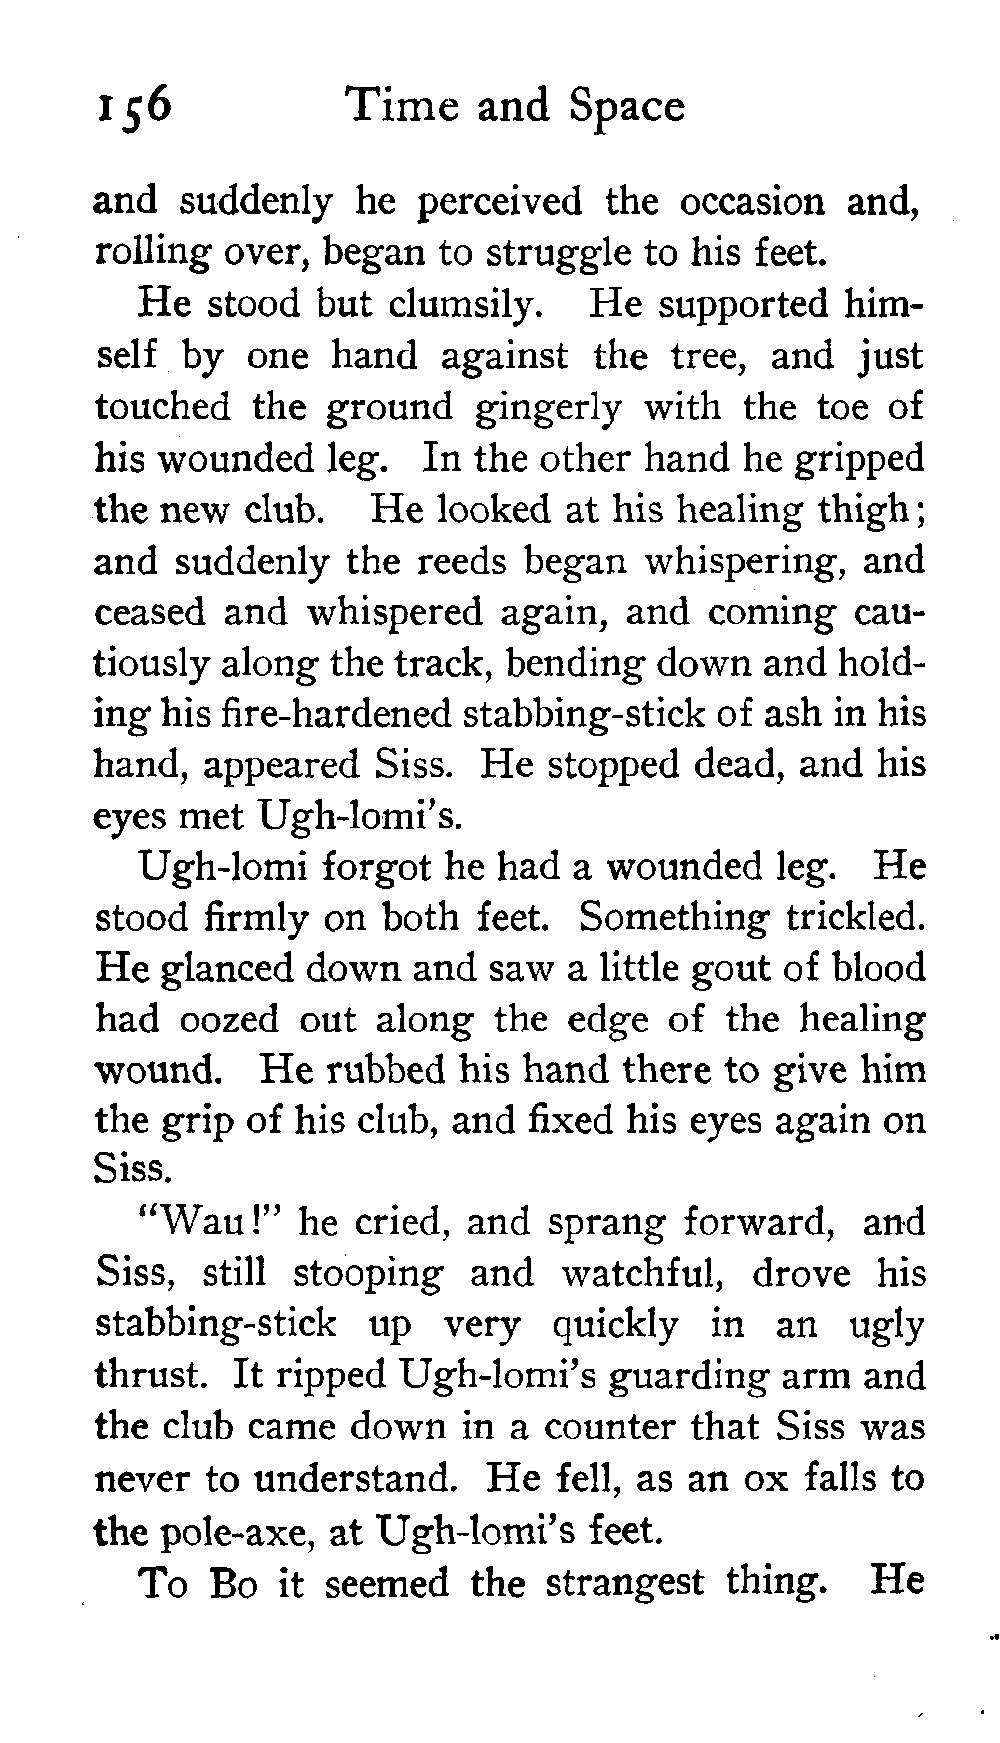 156 Time and Space
and suddenly he perceived the occasion and,
rolling over, began to struggle to his feet.
He stood but clumsily. He supported him-
self by one hand against the tree, and just
touched the ground gingerly with the toe of
his wounded leg. In the other hand he gripped
the new club. He looked at his healing thigh;
and suddenly the reeds began whispering, and
ceased and whispered again, and coming cau-
tiously along the track, bending down and hold-
ing his fire-hardened stabbing-stick of ash in his
hand, appeared Siss. He stopped dead, and his
eyes met Ugh-lomi's.
Ugh-lomi forgot he had a wounded leg. He
stood firmly on both feet. Something trickled.
He glanced down and saw a little gout of blood
had oozed out along the edge of the healing
wound. He rubbed his hand there to give him
the grip of his club, and fixed his eyes again on
Siss.
"Wau!" he cried, and sprang forward, and
Siss, still stooping and watchful, drove his
stabbing-stick up very quickly in an ugly
thrust. It ripped Ugh-lomi's guarding arm and
the club came down in a counter that Siss was
never to understand. He fell, as an ox falls to
the pole-axe, at Ugh-lomi's feet.
To Bo it seemed the strangest thing. He